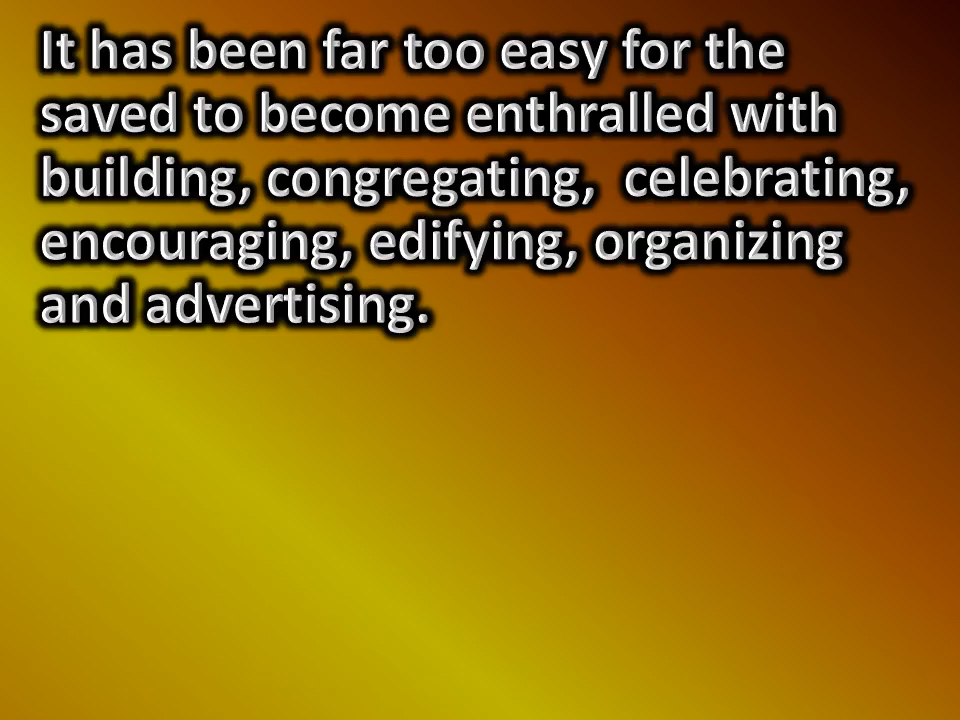 It has been far too easy for the
saved to become enthralled with
building, congregating,  celebrating,
encouraging, edifying, organizing
and advertising.